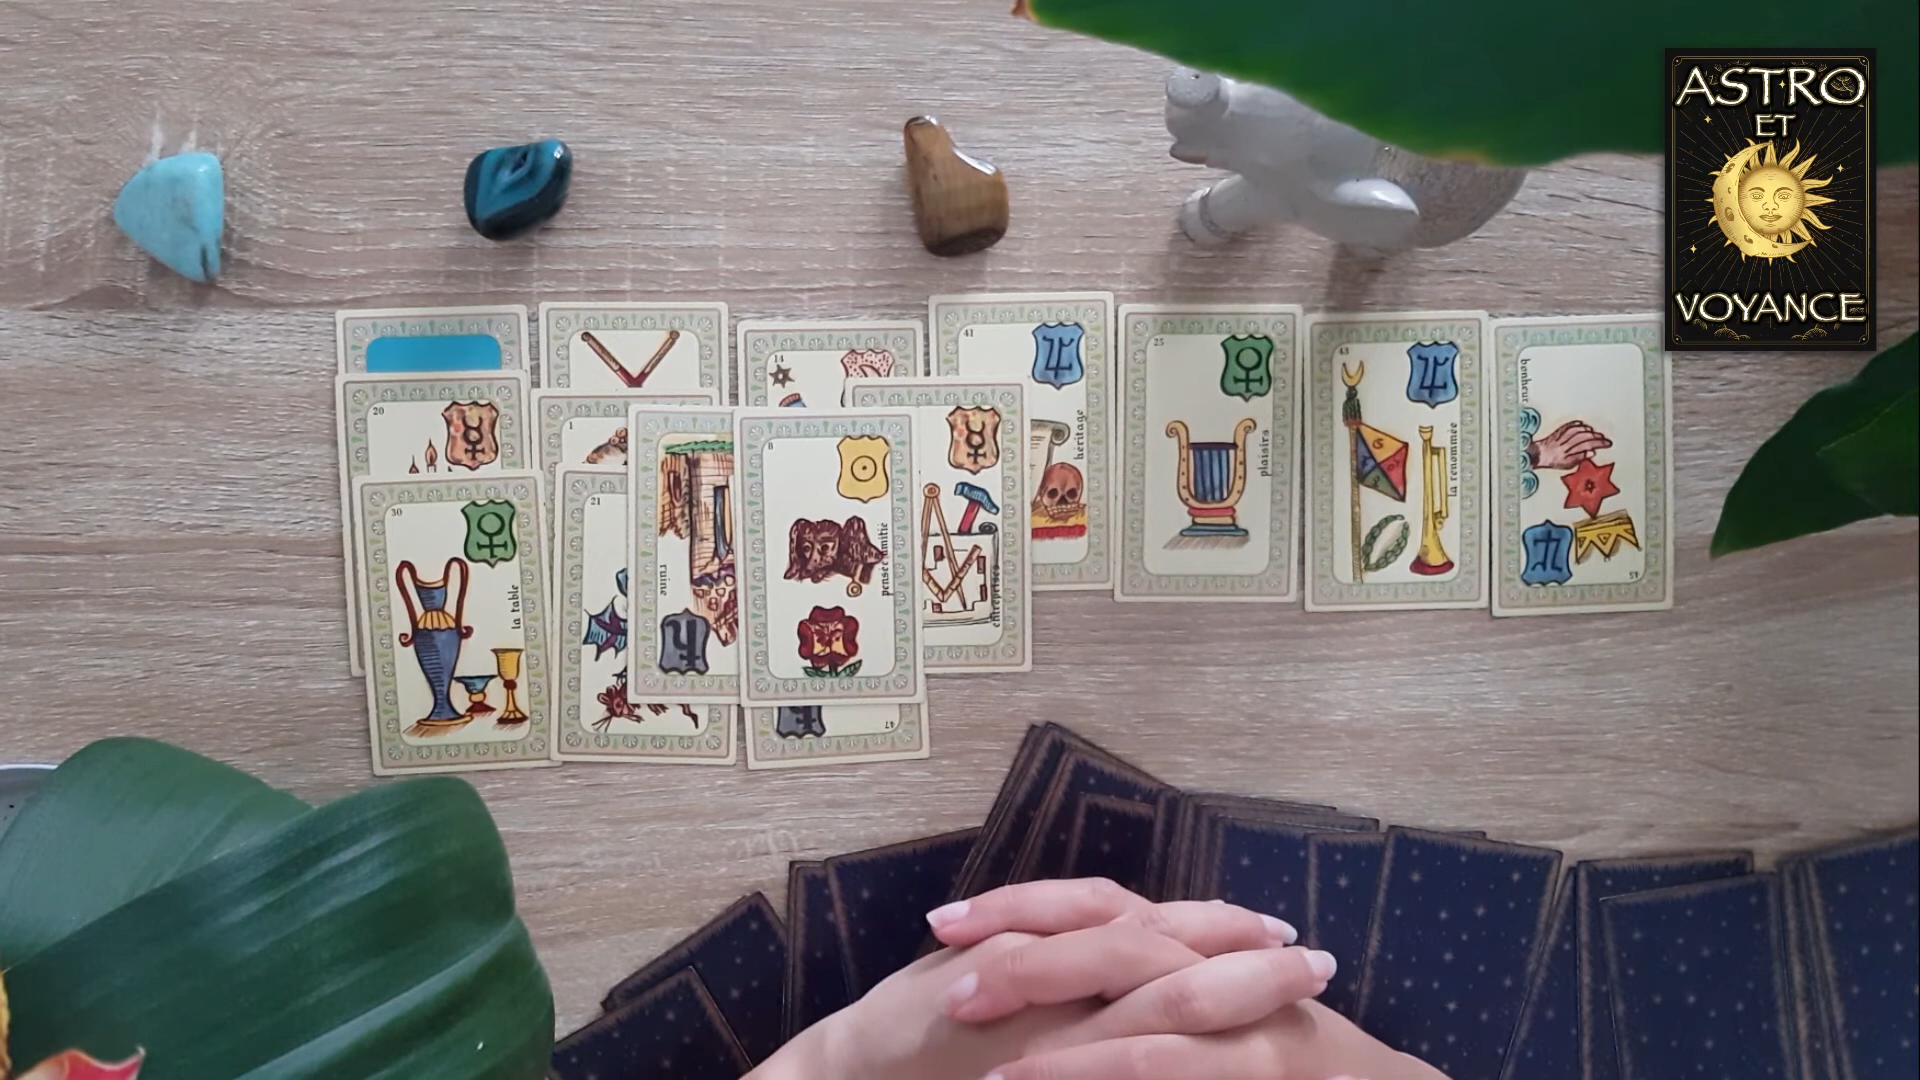 ASTRO
ET
VOYANCE
41
héritage
25
plaisirs
43
la renommée
bonheur
45
14
20
1
8
pensée amitié
entreprises
21
ruine
30
la table
47